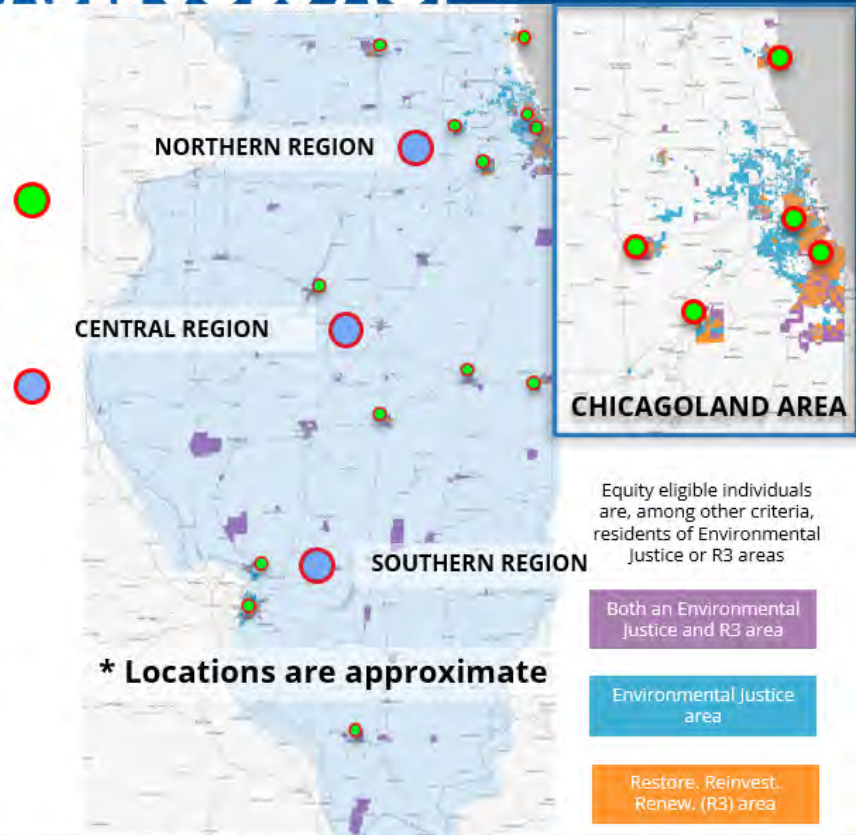 NORTHERN REGION
CENTRAL REGION
SOUTHERN REGION
* Locations are approximate
CHICAGOLAND AREA
Equity eligible individuals
are, among other criteria,
residents of Environmental
Justice or R3 areas
Both an Environmental
Justice and R3 area
Environmental Justice
area
Restore. Reinvest.
Renew. (R3) area